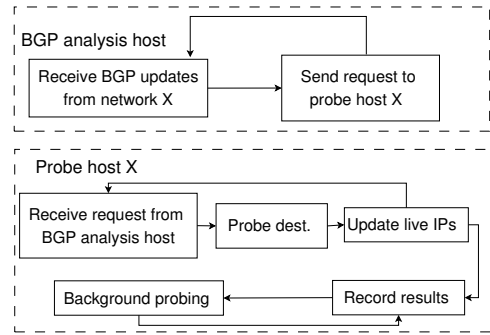 BGP analysis host
Receive BGP updates
from network X
Send request to
probe host X
Probe host X
Receive request from
BGP analysis host
Probe dest.
Update live IPs
Background probing
Record results